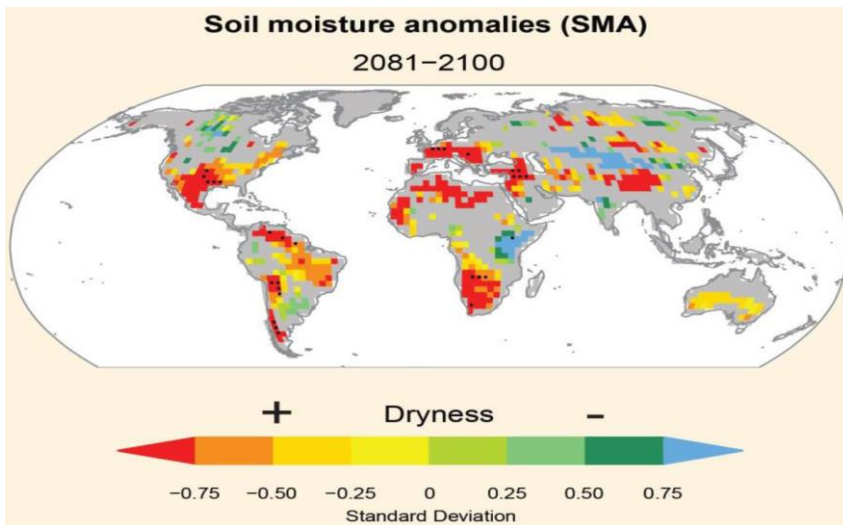 Soil moisture anomalies (SMA)
2081−2100
+ Dryness -
−0.75 −0.50 −0.25 0 0.25 0.50 0.75
Standard Deviation